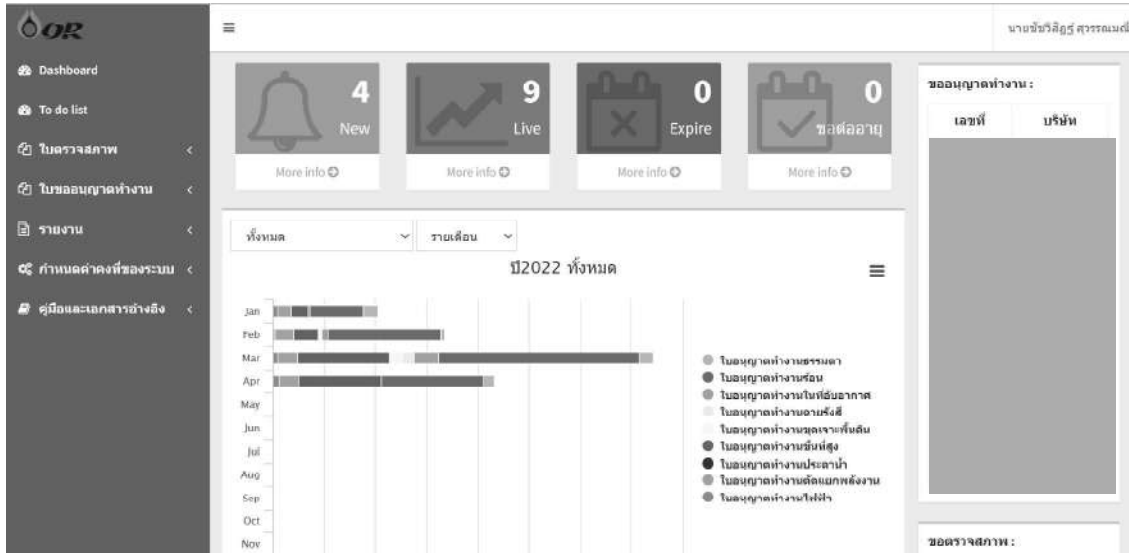 OR
Dashboard
To do list
ใบตรวจสภาพ
ใบขออนุญาตทำงาน
รายงาน
กำหนดค่าคงที่ของระบบ
คู่มือและเอกสารอ้างอิง
4
New
More info
9
Live
More info
0
Expire
More info
0
ขอต่ออายุ
More info
ทั้งหมด
รายเดือน
ปี2022 ทั้งหมด
Jan
Feb
Mar
Apr
May
Jun
Jul
Aug
Sep
Oct
Nov
ใบอนุญาตทำงานธรรมดา
ใบอนุญาตทำงานร้อน
ใบอนุญาตทำงานในที่อับอากาศ
ใบอนุญาตทำงานฉายรังสี
ใบอนุญาตทำงานขุดเจาะพื้นดิน
ใบอนุญาตทำงานขึ้นที่สูง
ใบอนุญาตทำงานประดาน้ำ
ใบอนุญาตทำงานตัดแยกพลังงาน
ใบอนุญาตทำงานไฟฟ้า
ขออนุญาตทำงาน :
เลขที่ บริษัท
ขอตรวจสภาพ :